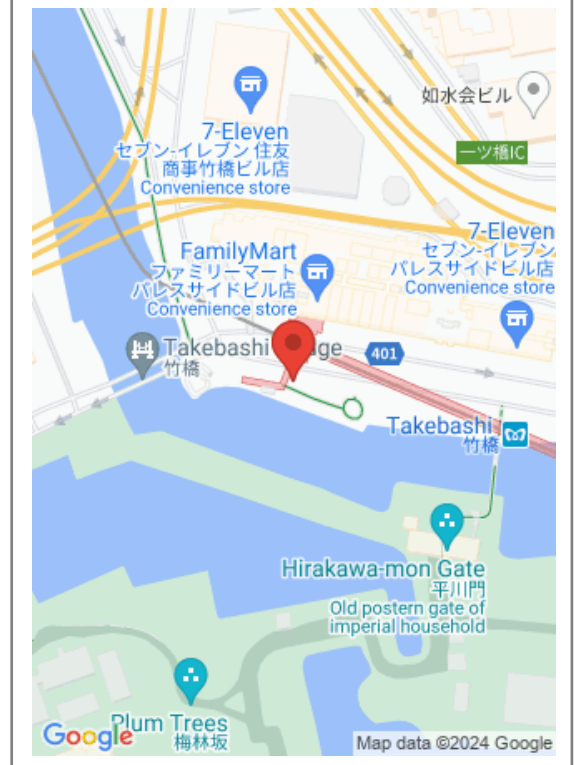 如水会ビル
7-Eleven
セブン-イレブン 住友
商事竹橋ビル店
Convenience store
一ツ橋IC
7-Eleven
セブン-イレブン
パレスサイドビル店
Convenience store
FamilyMart
ファミリーマート
パレスサイドビル店
Convenience store
Takebashi
竹橋
401
Takebashi
竹橋
Hirakawa-mon Gate
平川門
Old postern gate of
imperial household
Plum Trees
梅林坂
Google
Map data ©2024 Google